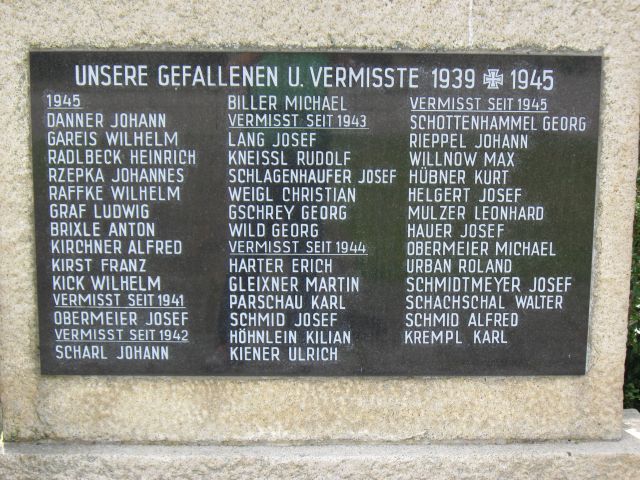 UNSERE GEFALLENEN U. VERMISSTE 1939 ✠ 1945
1945
DANNER JOHANN
GAREIS WILHELM
RADLBECK HEINRICH
RZEPKA JOHANNES
RAFFKE WILHELM
GRAF LUDWIG
BRIXLE ANTON
KIRCHNER ALFRED
KIRST FRANZ
KICK WILHELM
VERMISST SEIT 1941
OBERMEIER JOSEF
VERMISST SEIT 1942
SCHARL JOHANN
BILLER MICHAEL
VERMISST SEIT 1943
LANG JOSEF
KNEISSL RUDOLF
SCHLAGENHAUFER JOSEF
WEIGL CHRISTIAN
GSCHREY GEORG
WILD GEORG
VERMISST SEIT 1944
HARTER ERICH
GLEIXNER MARTIN
PARSCHAU KARL
SCHMID JOSEF
HÖHNLEIN KILIAN
KIENER ULRICH
VERMISST SEIT 1945
SCHOTTENHAMMEL GEORG
RIEPPEL JOHANN
WILLNOW MAX
HÜBNER KURT
HELGERT JOSEF
MULZER LEONHARD
HAUER JOSEF
OBERMEIER MICHAEL
URBAN ROLAND
SCHMIDTMEYER JOSEF
SCHACHSCHAL WALTER
SCHMID ALFRED
KREMPL KARL